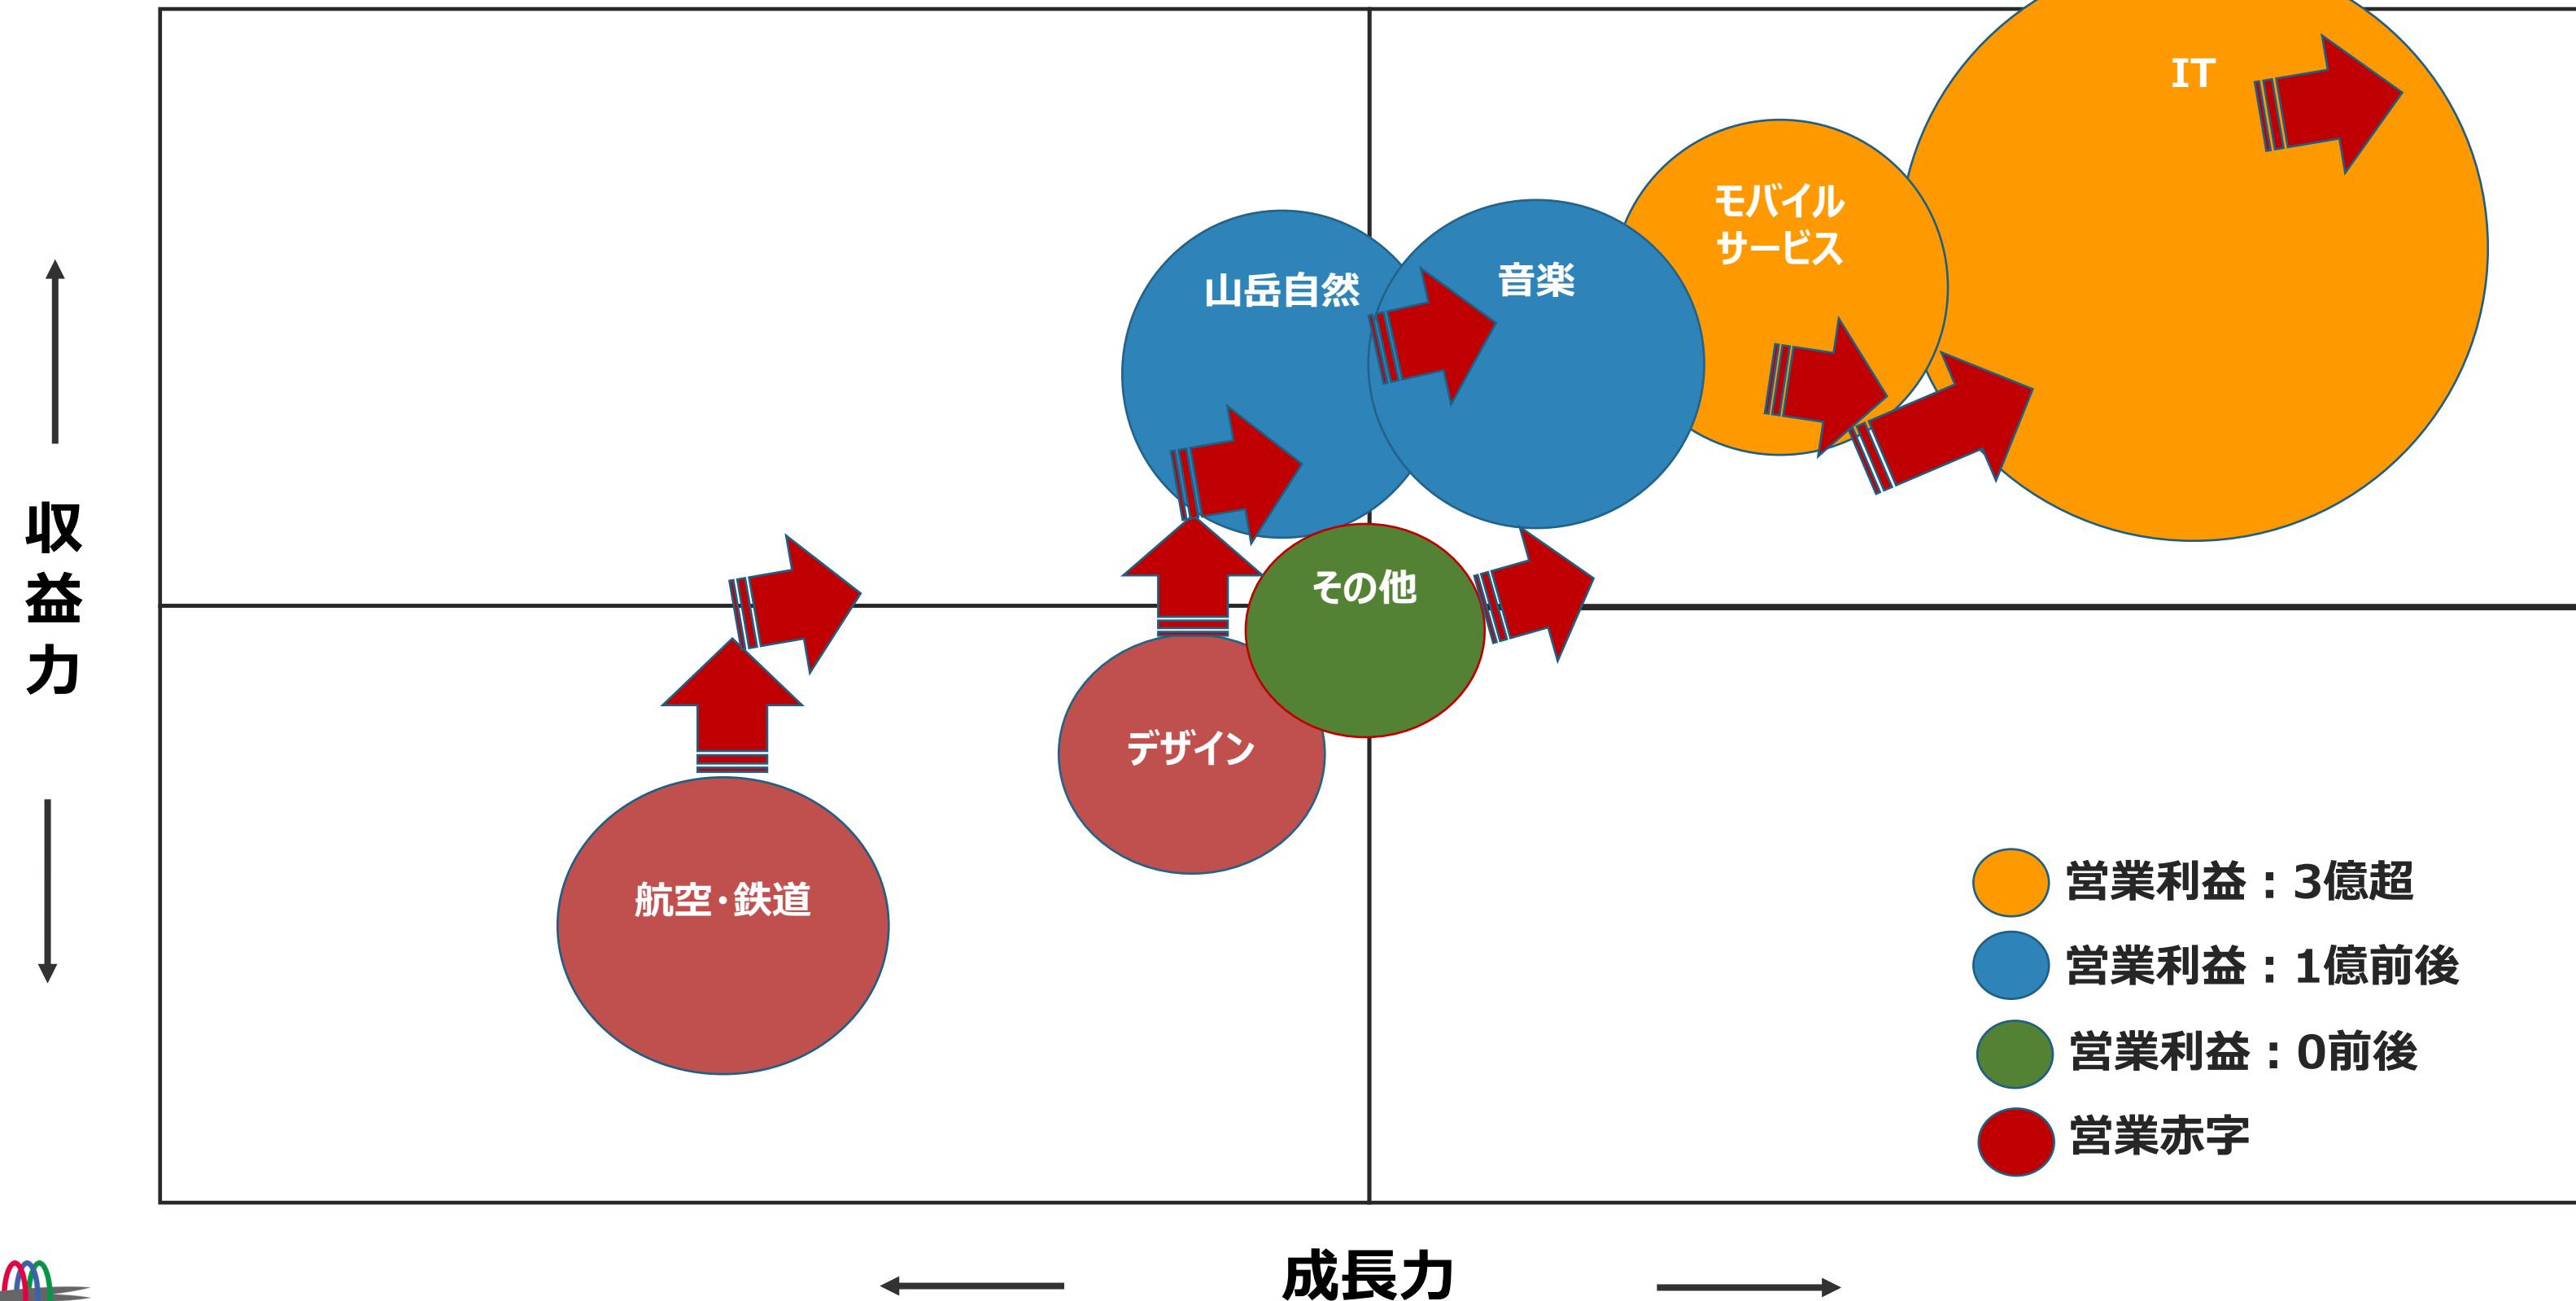 IT
モバイル
サービス
山岳自然
音楽
その他
デザイン
航空・鉄道
収益力
成長力
営業利益：3億超
営業利益：1億前後
営業利益：0前後
営業赤字